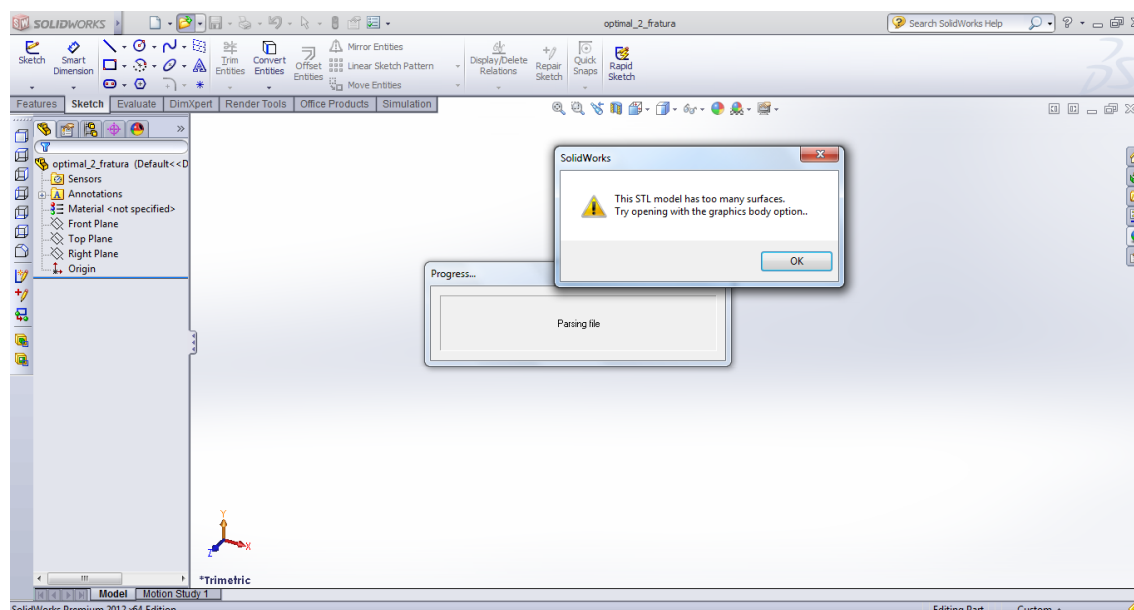 SOLIDWORKS
optimal_2_fratura
Search SolidWorks Help
Sketch
Smart Dimension
Trim Entities
Convert Entities
Offset Entities
Mirror Entities
Linear Sketch Pattern
Move Entities
Display/Delete Relations
Repair Sketch
Quick Snaps
Rapid Sketch
Features Sketch Evaluate DimXpert Render Tools Office Products Simulation
optimal_2_fratura (Default<<D
Sensors
Annotations
Material <not specified>
Front Plane
Top Plane
Right Plane
Origin
SolidWorks
This STL model has too many surfaces.
Try opening with the graphics body option..
OK
Progress...
Parsing file
Y
X
Z
*Trimetric
Model Motion Study 1
SolidWorks Premium 2012 x64 Edition
Editing Part Custom